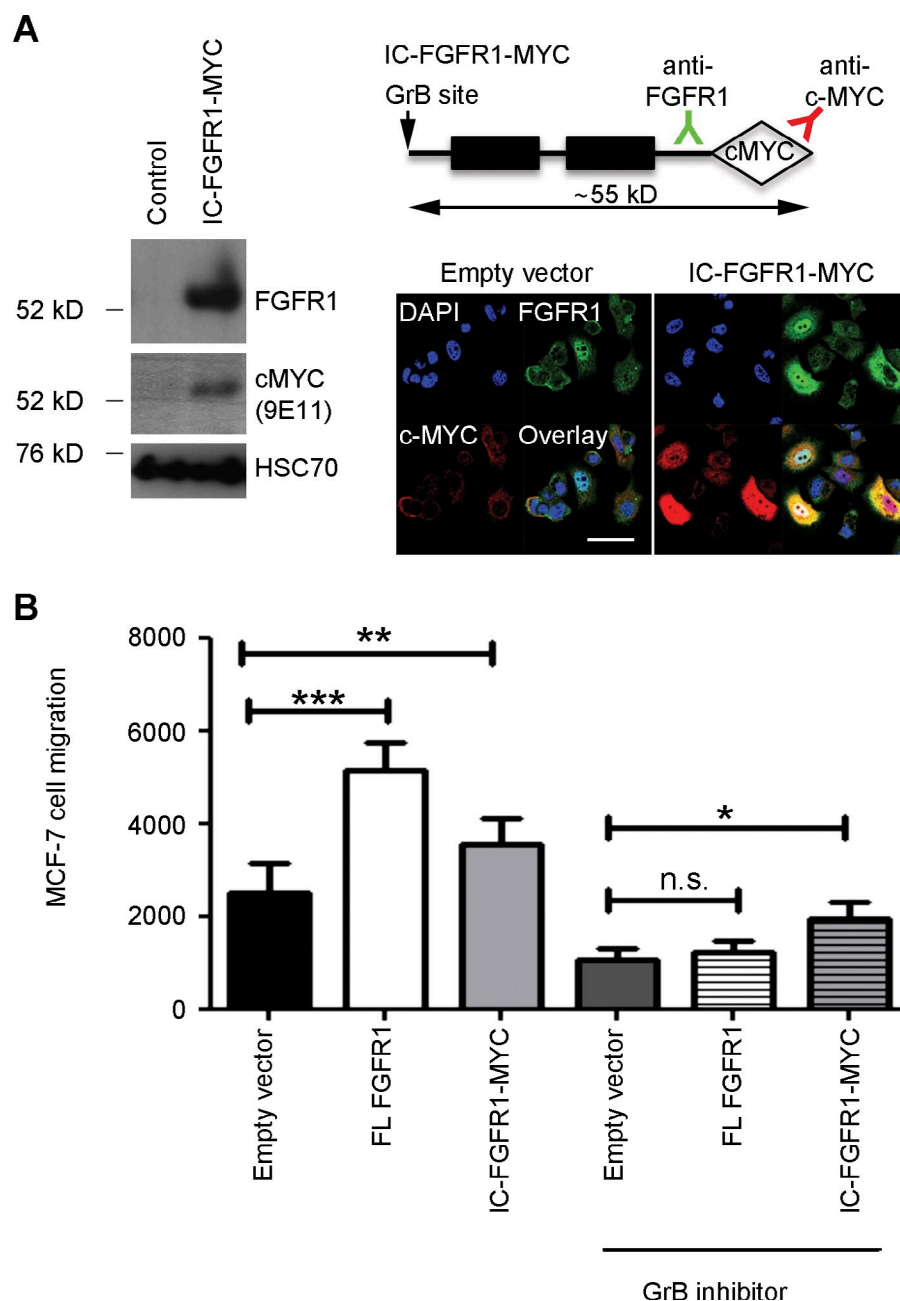 A
Control
IC-FGFR1-MYC
52 kD
FGFR1
52 kD
cMYC
(9E11)
76 kD
HSC70
IC-FGFR1-MYC
GrB site
anti-
FGFR1
anti-
c-MYC
cMYC
~55 kD
Empty vector
IC-FGFR1-MYC
DAPI
FGFR1
c-MYC
Overlay
B
MCF-7 cell migration
8000
6000
4000
2000
0
**
***
*
n.s.
Empty vector
FL FGFR1
IC-FGFR1-MYC
Empty vector
FL FGFR1
IC-FGFR1-MYC
GrB inhibitor